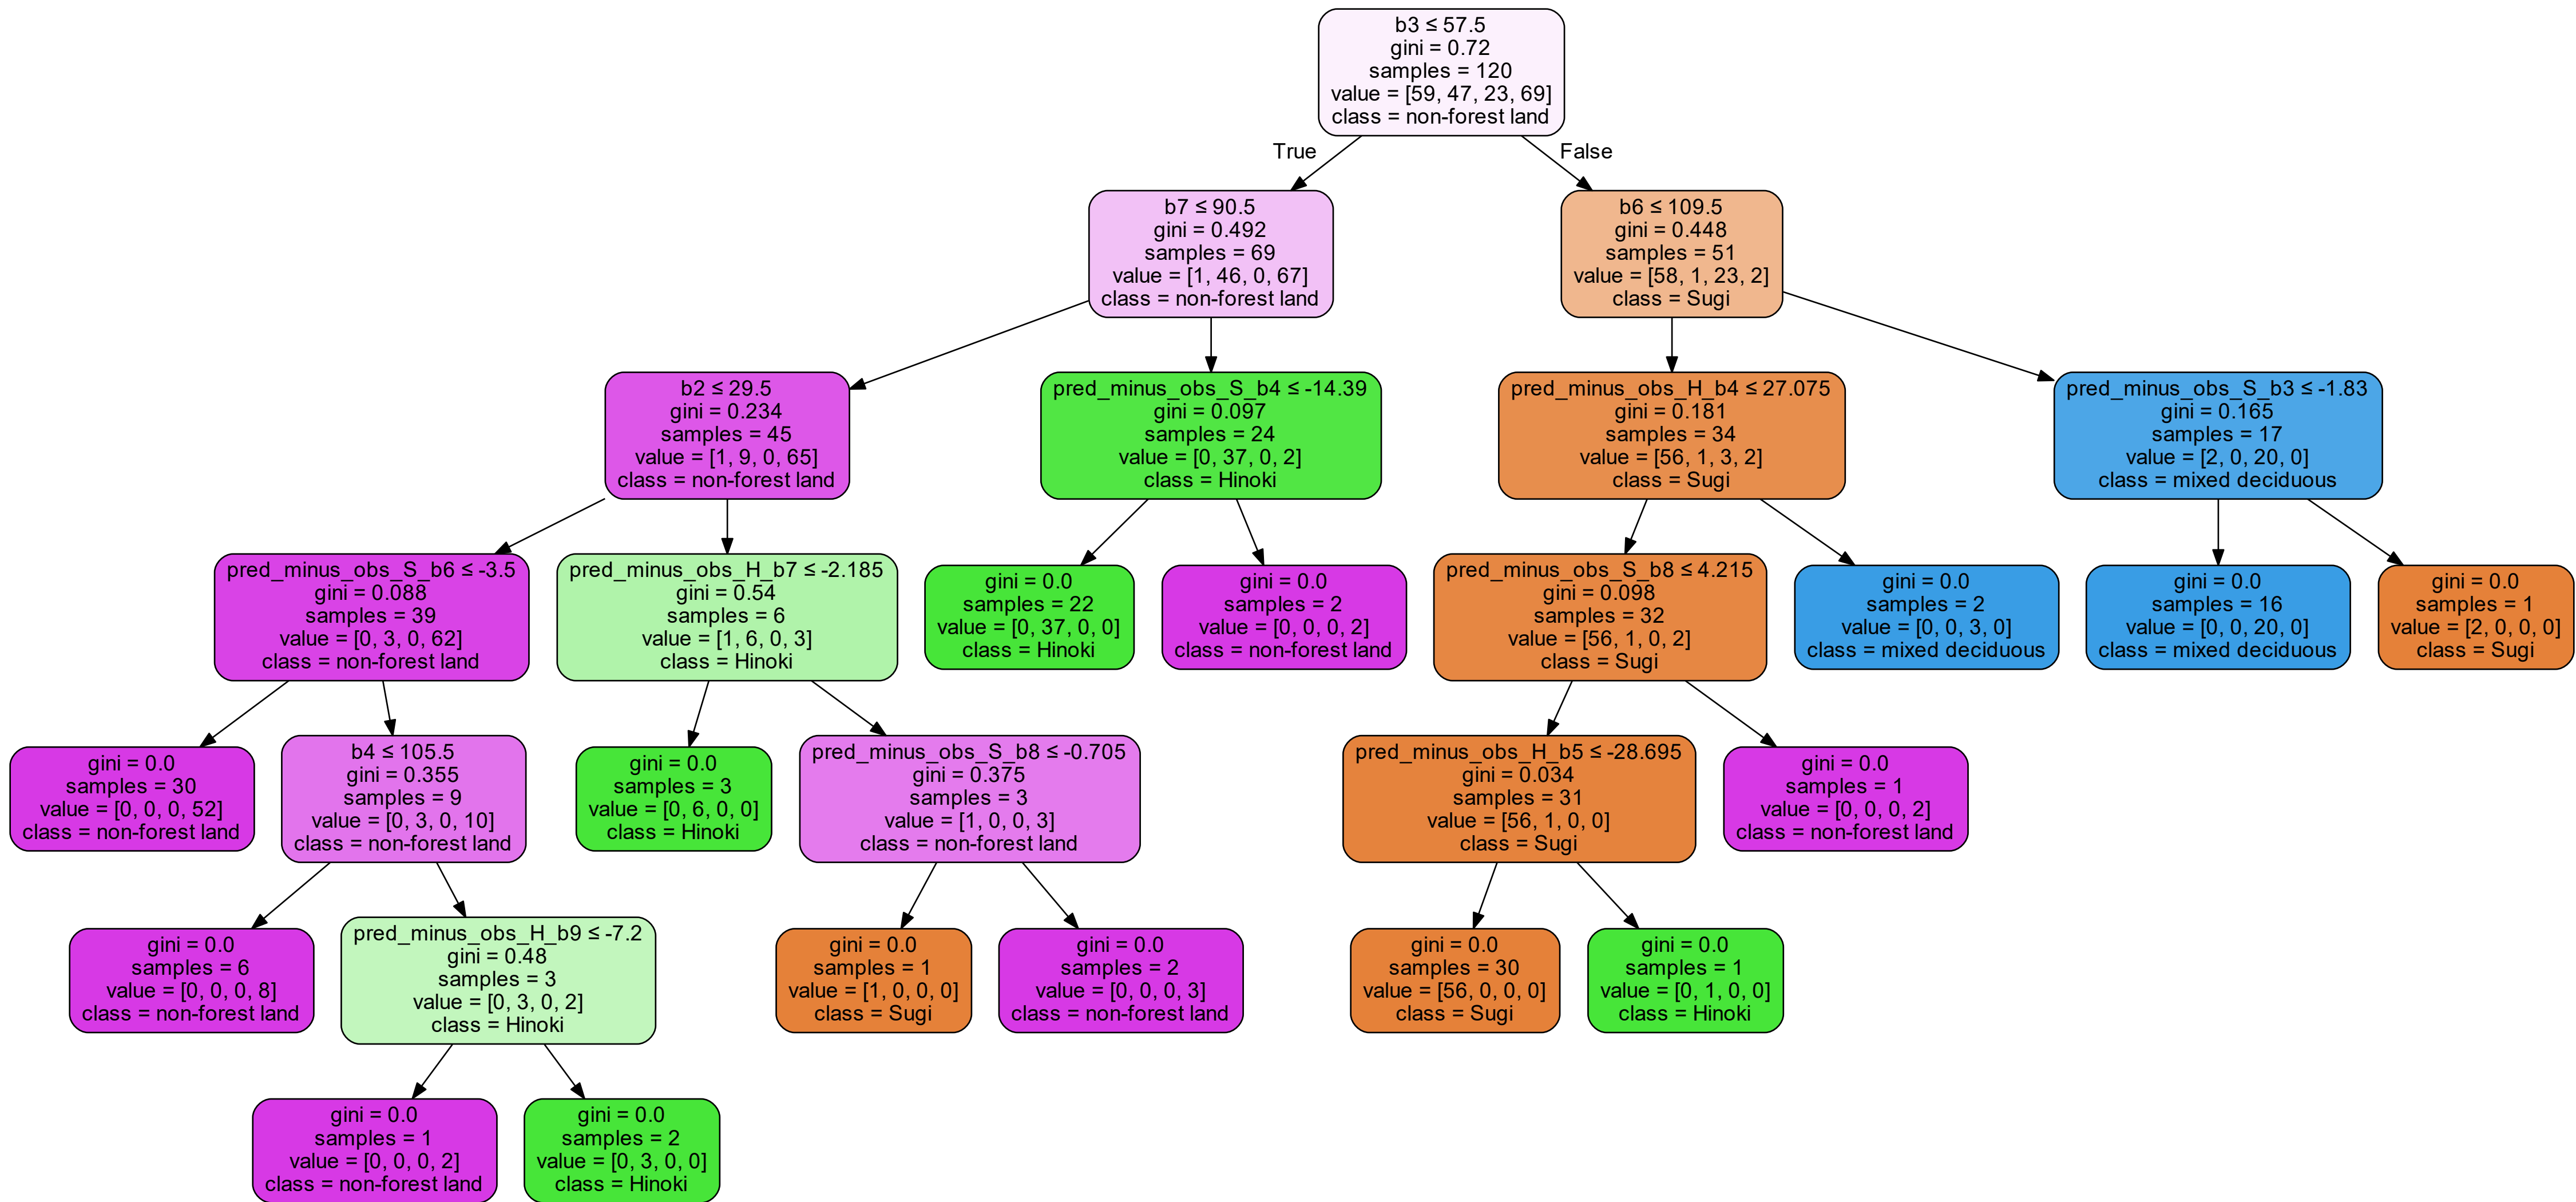 b3 ≤ 57.5
gini = 0.72
samples = 120
value = [59, 47, 23, 69]
class = non-forest land
True
False
b7 ≤ 90.5
gini = 0.492
samples = 69
value = [1, 46, 0, 67]
class = non-forest land
b6 ≤ 109.5
gini = 0.448
samples = 51
value = [58, 1, 23, 2]
class = Sugi
b2 ≤ 29.5
gini = 0.234
samples = 45
value = [1, 9, 0, 65]
class = non-forest land
pred_minus_obs_S_b4 ≤ -14.39
gini = 0.097
samples = 24
value = [0, 37, 0, 2]
class = Hinoki
pred_minus_obs_H_b4 ≤ 27.075
gini = 0.181
samples = 34
value = [56, 1, 3, 2]
class = Sugi
pred_minus_obs_S_b3 ≤ -1.83
gini = 0.165
samples = 17
value = [2, 0, 20, 0]
class = mixed deciduous
pred_minus_obs_S_b6 ≤ -3.5
gini = 0.088
samples = 39
value = [0, 3, 0, 62]
class = non-forest land
pred_minus_obs_H_b7 ≤ -2.185
gini = 0.54
samples = 6
value = [1, 6, 0, 3]
class = Hinoki
gini = 0.0
samples = 22
value = [0, 37, 0, 0]
class = Hinoki
gini = 0.0
samples = 2
value = [0, 0, 0, 2]
class = non-forest land
pred_minus_obs_S_b8 ≤ 4.215
gini = 0.098
samples = 32
value = [56, 1, 0, 2]
class = Sugi
gini = 0.0
samples = 2
value = [0, 0, 3, 0]
class = mixed deciduous
gini = 0.0
samples = 16
value = [0, 0, 20, 0]
class = mixed deciduous
gini = 0.0
samples = 1
value = [2, 0, 0, 0]
class = Sugi
gini = 0.0
samples = 30
value = [0, 0, 0, 52]
class = non-forest land
b4 ≤ 105.5
gini = 0.355
samples = 9
value = [0, 3, 0, 10]
class = non-forest land
gini = 0.0
samples = 3
value = [0, 6, 0, 0]
class = Hinoki
pred_minus_obs_S_b8 ≤ -0.705
gini = 0.375
samples = 3
value = [1, 0, 0, 3]
class = non-forest land
pred_minus_obs_H_b5 ≤ -28.695
gini = 0.034
samples = 31
value = [56, 1, 0, 0]
class = Sugi
gini = 0.0
samples = 1
value = [0, 0, 0, 2]
class = non-forest land
gini = 0.0
samples = 6
value = [0, 0, 0, 8]
class = non-forest land
pred_minus_obs_H_b9 ≤ -7.2
gini = 0.48
samples = 3
value = [0, 3, 0, 2]
class = Hinoki
gini = 0.0
samples = 1
value = [1, 0, 0, 0]
class = Sugi
gini = 0.0
samples = 2
value = [0, 0, 0, 3]
class = non-forest land
gini = 0.0
samples = 30
value = [56, 0, 0, 0]
class = Sugi
gini = 0.0
samples = 1
value = [0, 1, 0, 0]
class = Hinoki
gini = 0.0
samples = 1
value = [0, 0, 0, 2]
class = non-forest land
gini = 0.0
samples = 2
value = [0, 3, 0, 0]
class = Hinoki